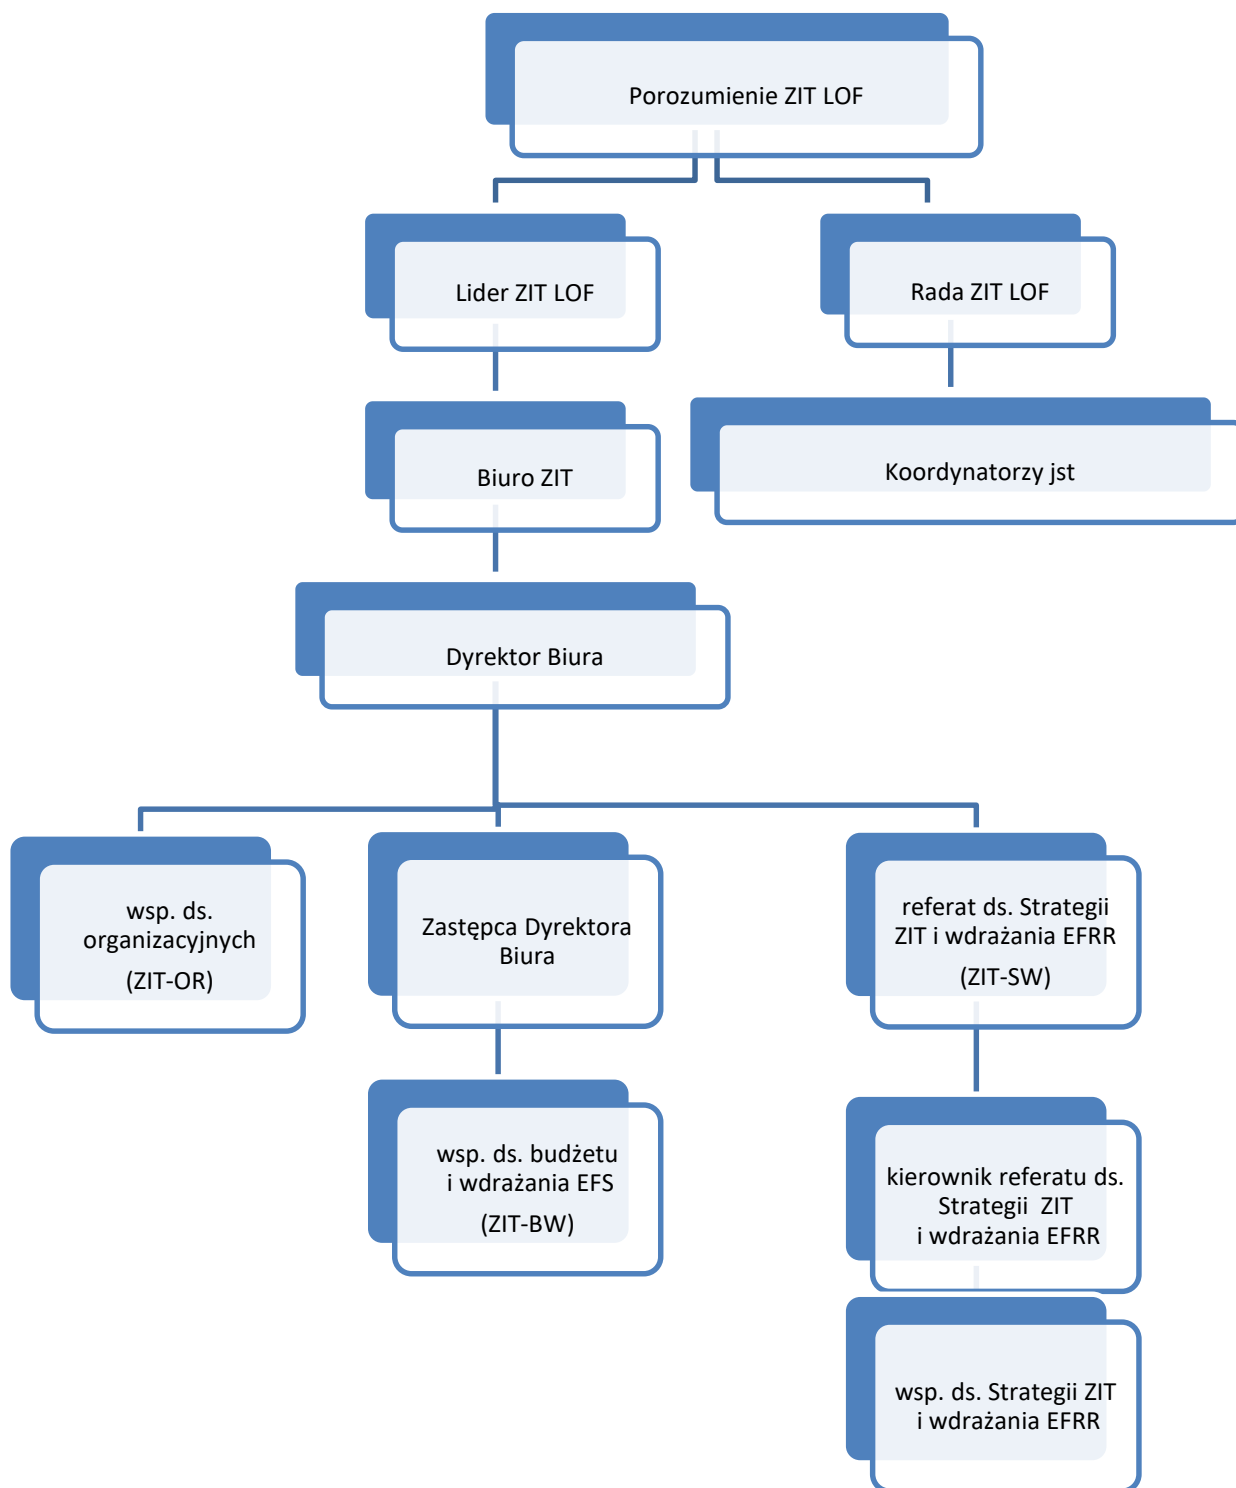 Porozumienie ZIT LOF
Lider ZIT LOF
Rada ZIT LOF
Biuro ZIT
Koordynatorzy jst
Dyrektor Biura
wsp. ds.
organizacyjnych
(ZIT-OR)
Zastępca Dyrektora
Biura
referat ds. Strategii
ZIT i wdrażania EFRR
(ZIT-SW)
wsp. ds. budżetu
i wdrażania EFS
(ZIT-BW)
kierownik referatu ds.
Strategii ZIT
i wdrażania EFRR
wsp. ds. Strategii ZIT
i wdrażania EFRR